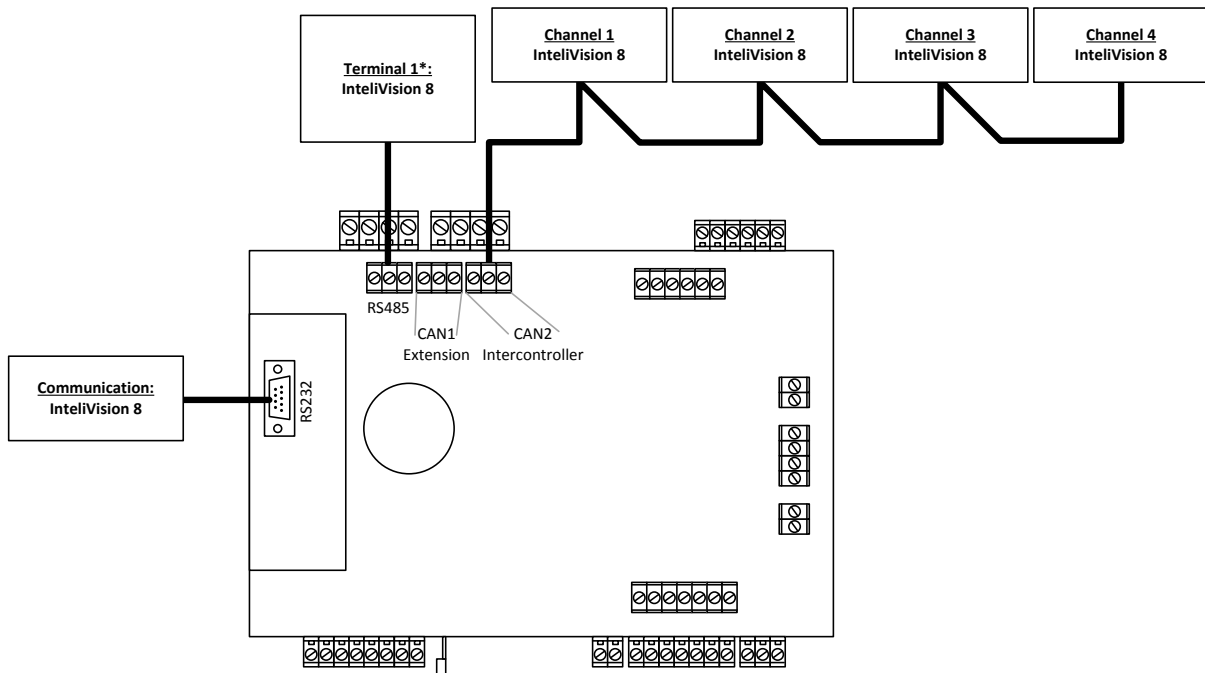 Channel 1
InteliVision 8
Channel 2
InteliVision 8
Channel 3
InteliVision 8
Channel 4
InteliVision 8
Terminal 1*:
InteliVision 8
RS485
CAN1
Extension
CAN2
Intercontroller
Communication:
InteliVision 8
RS232